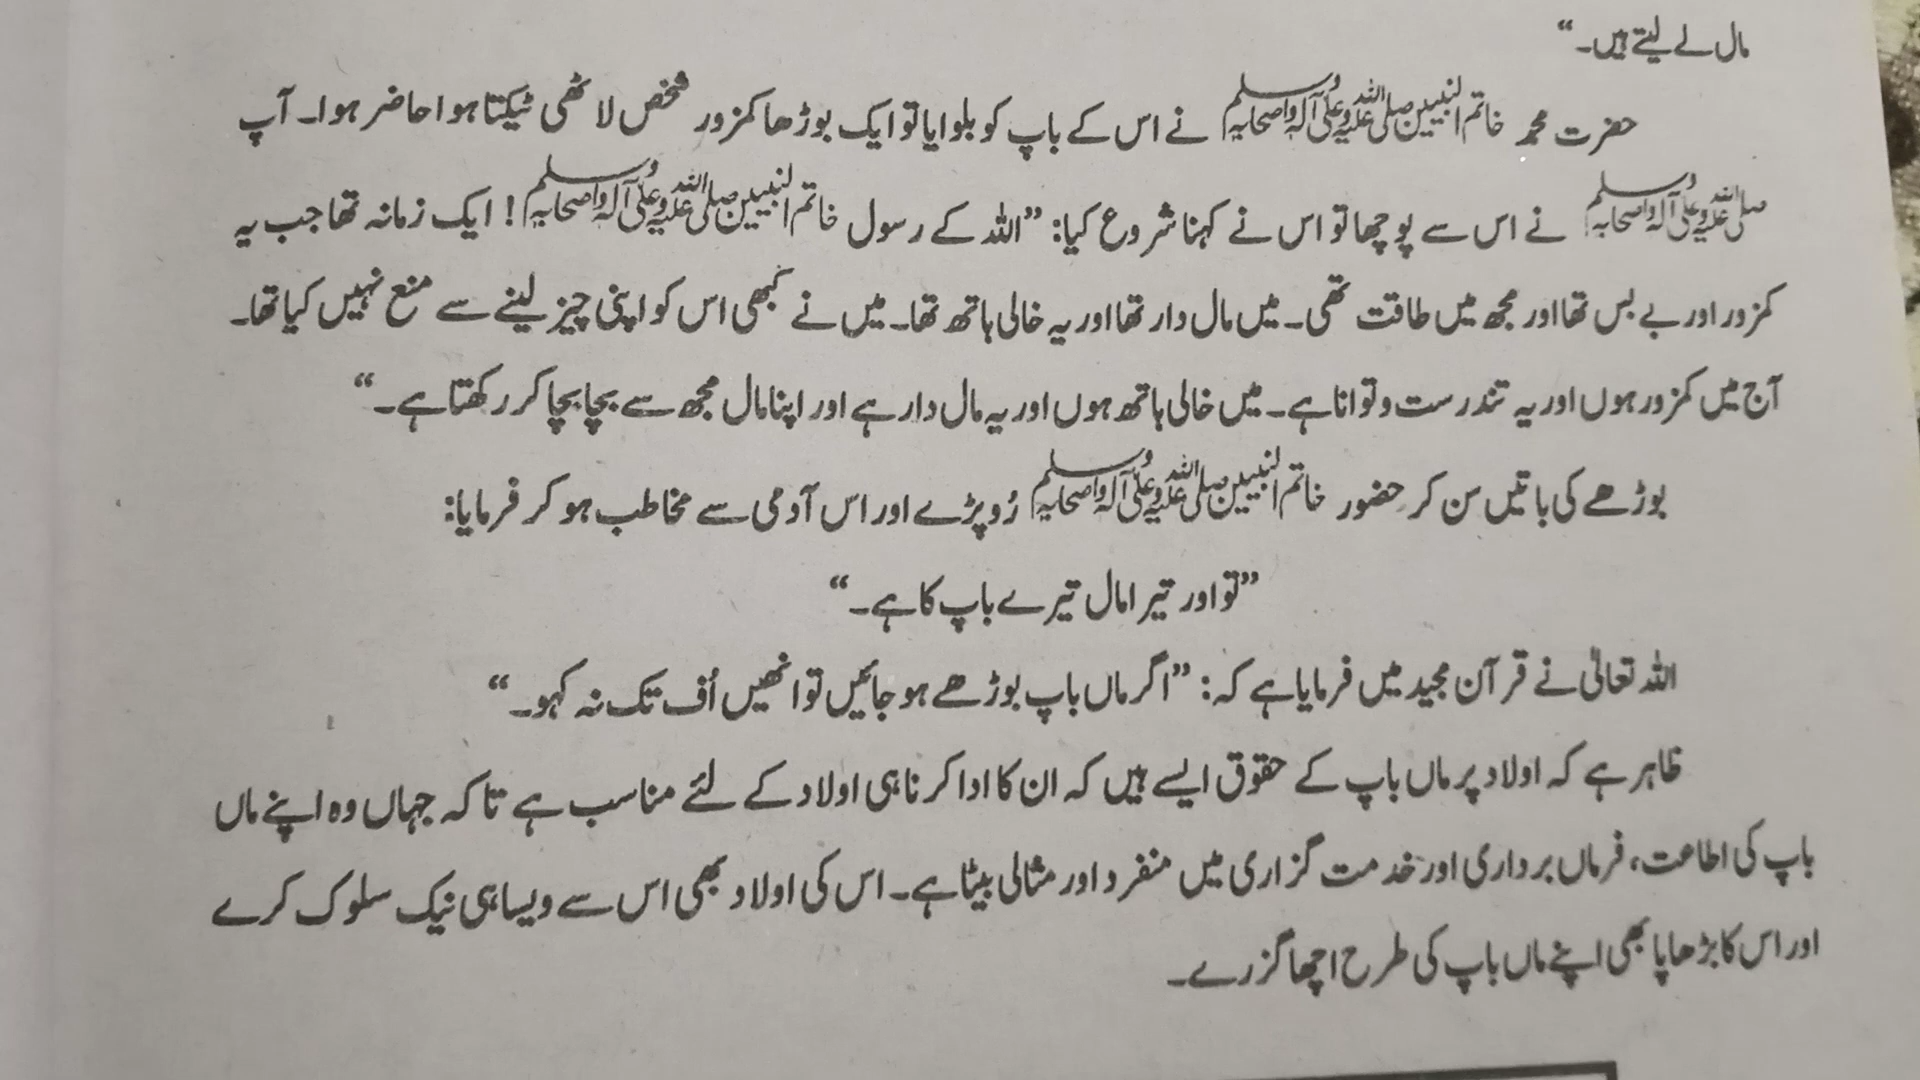 مال لے لیتے ہیں۔“
حضرت محمد خاتم النبیین صلی اللہ علیہ وعلی آلہ واصحابہ وسلم نے اس کے باپ کو بلوایا تو ایک بوڑھا کمزور شخص لاٹھی ٹیکتا ہوا حاضر ہوا۔ آپ
صلی اللہ علیہ وعلی آلہ واصحابہ وسلم نے اس سے پوچھا تو اس نے کہنا شروع کیا: ”اللہ کے رسول خاتم النبیین صلی اللہ علیہ وعلی آلہ واصحابہ وسلم! ایک زمانہ تھا جب یہ
کمزور اور بے بس تھا اور مجھ میں طاقت تھی۔ میں مال دار تھا اور یہ خالی ہاتھ تھا۔ میں نے کبھی اس کو اپنی چیز لینے سے منع نہیں کیا تھا۔
آج میں کمزور ہوں اور یہ تندرست و توانا ہے۔ میں خالی ہاتھ ہوں اور یہ مال دار ہے اور اپنا مال مجھ سے بچا بچا کر رکھتا ہے۔“
بوڑھے کی باتیں سن کر حضور خاتم النبیین صلی اللہ علیہ وعلی آلہ واصحابہ وسلم رُو پڑے اور اس آدمی سے مخاطب ہو کر فرمایا:
”تو اور تیرا مال تیرے باپ کا ہے۔“
اللہ تعالیٰ نے قرآن مجید میں فرمایا ہے کہ: ”اگر ماں باپ بوڑھے ہو جائیں تو انھیں اُف تک نہ کہو۔“
ظاہر ہے کہ اولاد پر ماں باپ کے حقوق ایسے ہیں کہ ان کا ادا کرنا ہی اولاد کے لئے مناسب ہے تاکہ جہاں وہ اپنے ماں
باپ کی اطاعت، فرماں برداری اور خدمت گزاری میں منفرد اور مثالی بیٹا ہے۔ اس کی اولاد بھی اس سے ویسا ہی نیک سلوک کرے
اور اس کا بڑھاپا بھی اپنے ماں باپ کی طرح اچھا گزرے۔